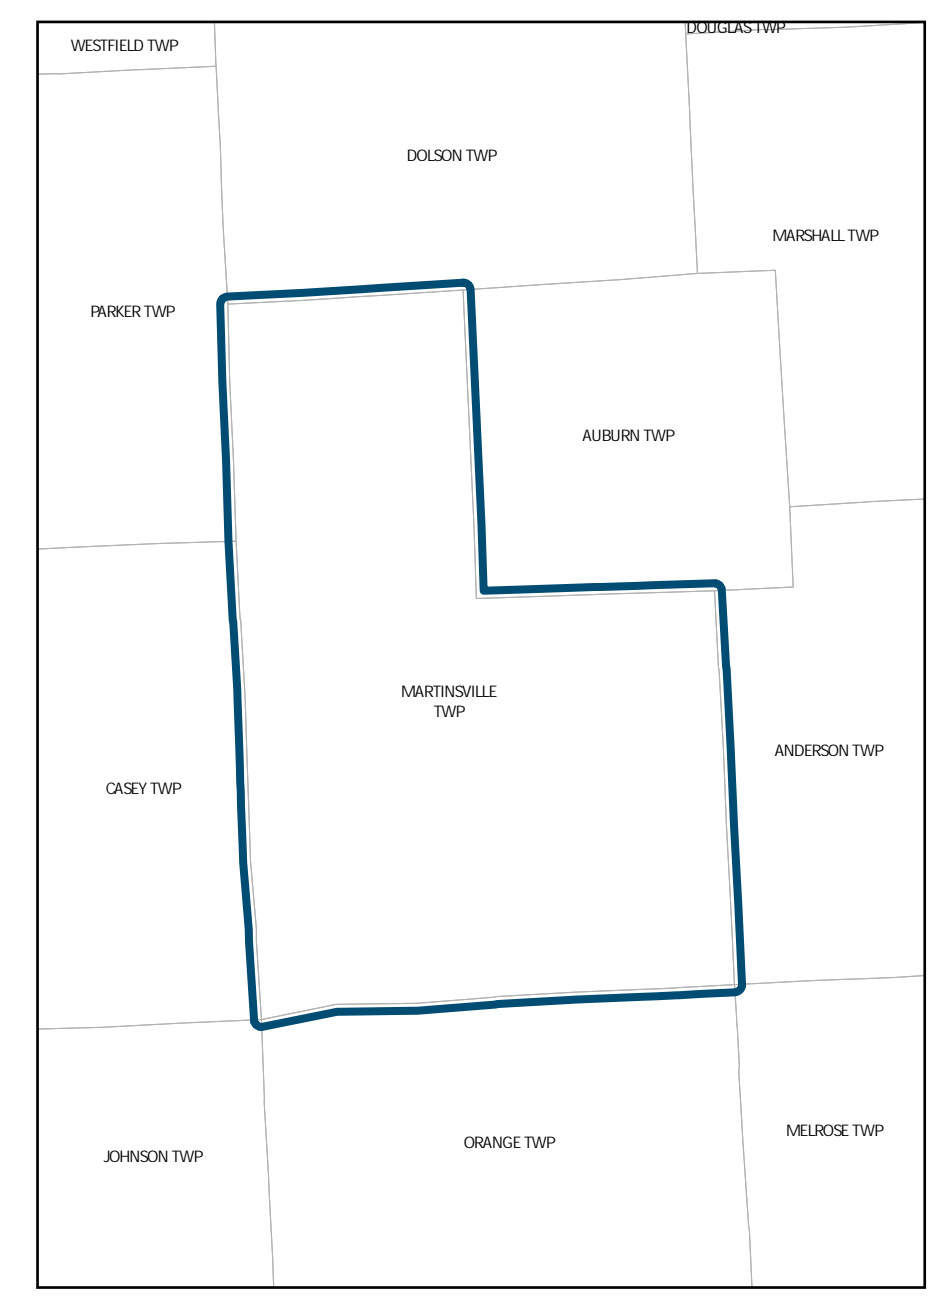 DOUGLAS TWP
WESTFIELD TWP
DOLSON TWP
MARSHALL TWP
PARKER TWP
AUBURN TWP
MARTINSVILLE
TWP
ANDERSON TWP
CASEY TWP
MELROSE TWP
ORANGE TWP
JOHNSON TWP